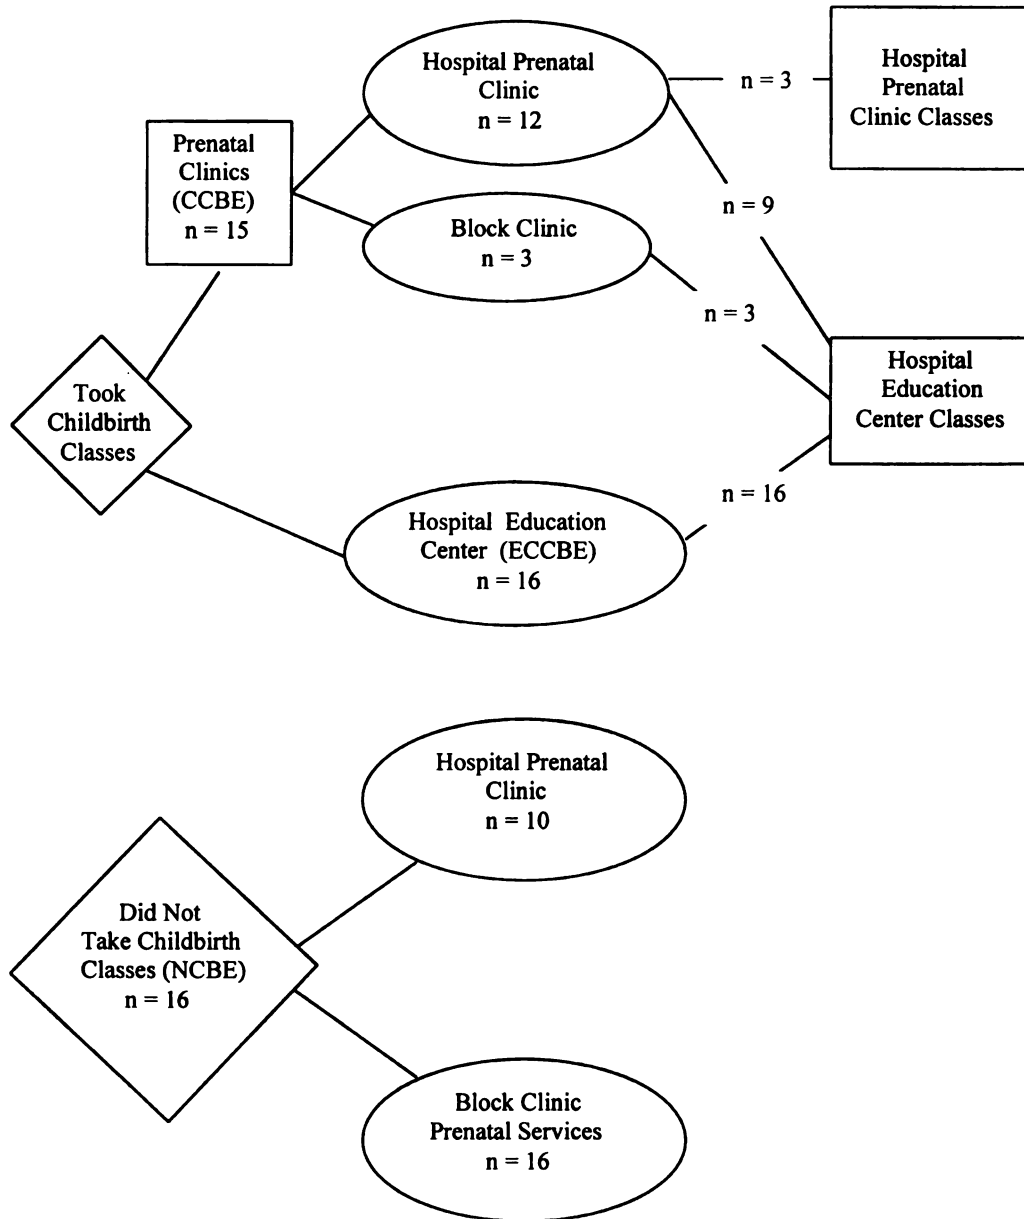 Hospital Prenatal
Clinic
n = 12
n = 3
Hospital
Prenatal
Clinic Classes
Prenatal
Clinics
(CCBE)
n = 15
n = 9
Block Clinic
n = 3
n = 3
Took
Childbirth
Classes
Hospital
Education
Center Classes
n = 16
Hospital Education
Center (ECCBE)
n = 16
Hospital Prenatal
Clinic
n = 10
Did Not
Take Childbirth
Classes (NCBE)
n = 16
Block Clinic
Prenatal Services
n = 16